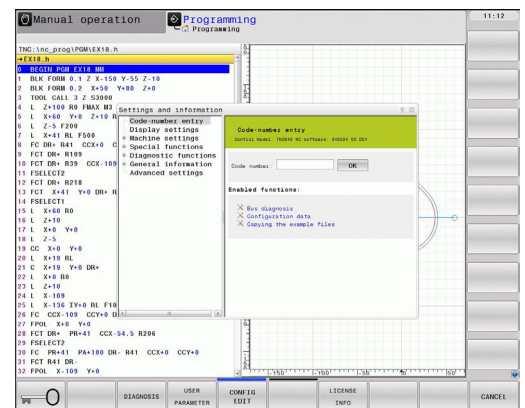 Manual operation
Programming
Programming
11:12
TNC:\nc_prog\PGM\EX18.h
→EX18.h
0 BEGIN PGM EX18 MM
1 BLK FORM 0.1 Z X-150 Y-55 Z-10
2 BLK FORM 0.2 X+50 Y+80 Z+0
3 TOOL CALL 3 Z S3000
4 L Z+100 R0 FMAX M3
5 L X+60 Y+0 Z+10 R
6 L Z-5 F200
7 L X+41 RL F500
8 FC DR+ R41 CCX+0 C
9 FCT DR+ R109
10 FCT DR+ R39 CCX-109
11 FSELECT2
12 FCT DR+ R218
13 FCT X+41 Y+0 DR+ R
14 FSELECT1
15 L X+60 R0
16 L Z+10
17 L X+0 Y+0
18 L Z-5
19 CC X+0 Y+0
20 L X+19 RL
21 C X+19 Y+0 DR+
22 L X+0 R0
23 L Z+10
24 L X-109
25 L X-136 IY+0 RL F10
26 FC CCX-109 CCY+0 D
27 FPOL X+0 Y+0
28 FCT DR+ PR+41 CCX-54.5 R206
29 FSELECT2
30 FC PR+41 PA+180 DR- R41 CCX+0 CCY+0
31 FCT R41 DR-
32 FPOL X-109 Y+0
Settings and information
Code-number entry
Display settings
Machine settings
Special functions
Diagnostic functions
General information
Advanced settings
Code-number entry
Control model: TNC640 NC software: 340594 02 DEV
Code number:
OK
Enabled functions:
Bus diagnosis
Configuration data
Copying the example files
-150
-100
-50
0
50
DIAGNOSIS
USER
PARAMETER
CONFIG
EDIT
LICENSE
INFO
CANCEL